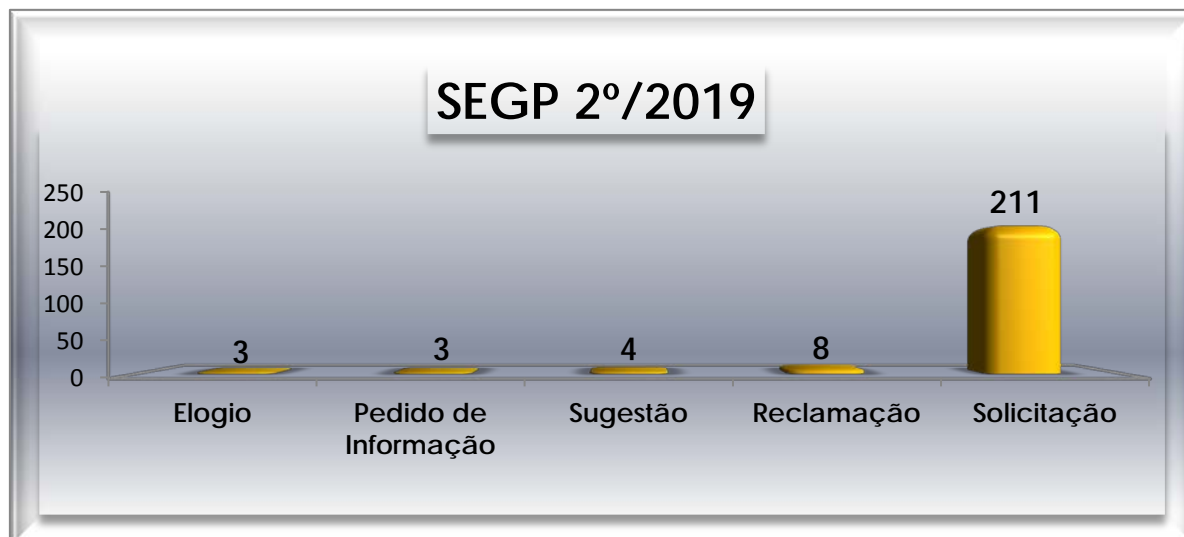 SEGP 2º/2019
250
200
150
100
50
0
3
3
4
8
211
Elogio
Pedido de
Informação
Sugestão
Reclamação
Solicitação